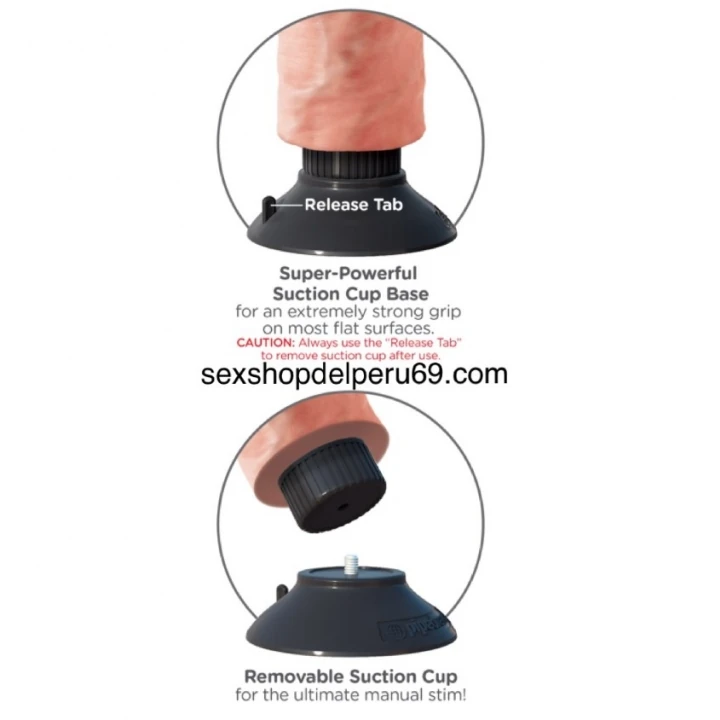 Release Tab
Super-Powerful
Suction Cup Base
for an extremely strong grip
on most flat surfaces.
CAUTION: Always use the "Release Tab"
to remove suction cup after use.
sexshopdelperu69.com
Removable Suction Cup
for the ultimate manual stim!